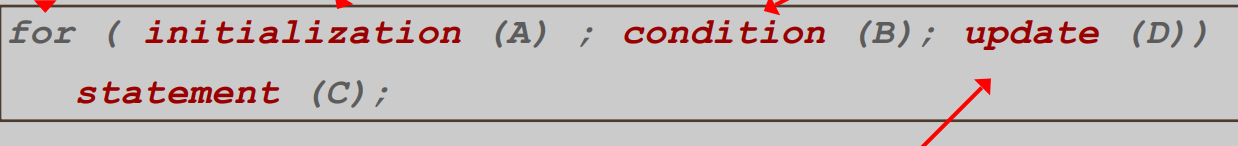 for ( initialization (A) ; condition (B); update (D))
statement (C);